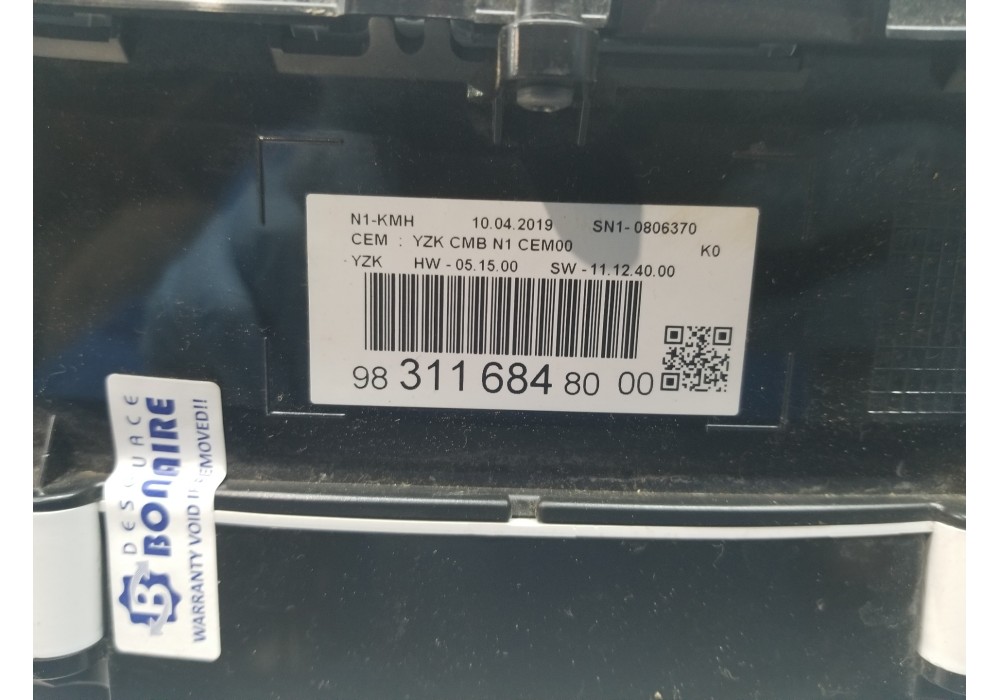 N1-KMH 10.04.2019 SN1-0806370
CEM : YZK CMB N1 CEM00 K0
YZK HW - 05.15.00 SW - 11.12.40.00
98 311 684 80 00
BONAIRE
WARRANTY VOID REMOVED!!